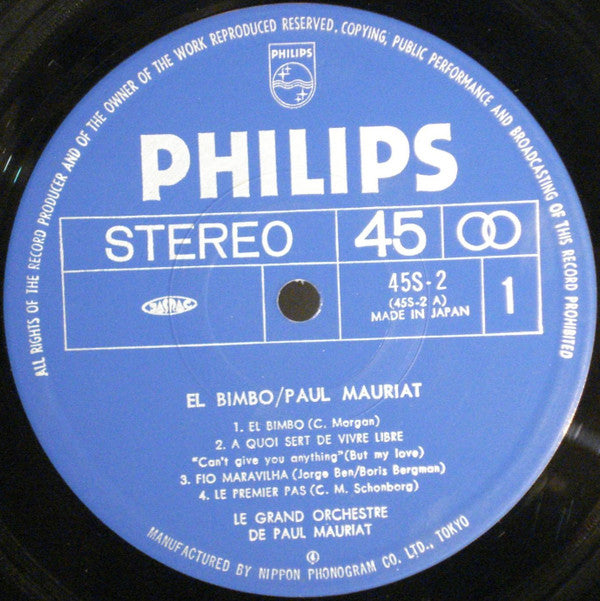 ALL RIGHTS OF THE RECORD PRODUCER AND OF THE OWNER OF THE WORK REPRODUCED RESERVED. COPYING, PUBLIC PERFORMANCE AND BROADCASTING OF THIS RECORD PROHIBITED
PHILIPS
PHILIPS
STEREO
45
45S-2
(45S-2 A)
MADE IN JAPAN
1
JASRAC
EL BIMBO/PAUL MAURIAT
1. EL BIMBO (C. Morgan)
2. A QUOI SERT DE VIVRE LIBRE
"Can't give you anything" (But my love)
3. FIO MARAVILHA (Jorge Ben/Boris Bergman)
4. LE PREMIER PAS (C. M. Schonborg)
LE GRAND ORCHESTRE
DE PAUL MAURIAT
4
MANUFACTURED BY NIPPON PHONOGRAM CO. LTD., TOKYO